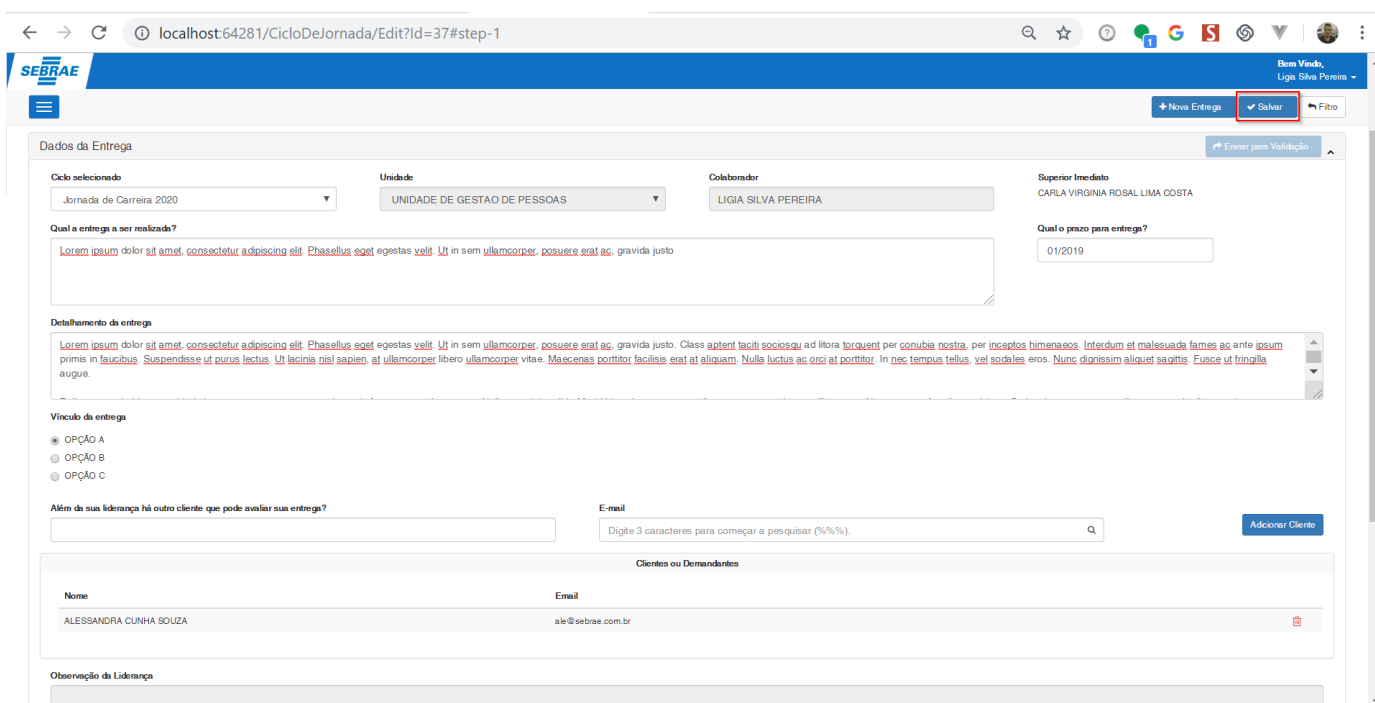 localhost:64281/CicloDeJornada/Edit?Id=37#step-1
1
SEBRAE
Bem Vindo,
Ligia Silva Pereira
Nova Entrega Salvar Filtro
Dados da Entrega
Enviar para Validação
Ciclo selecionado Unidade Colaborador Superior Imediato
Jornada de Carreira 2020 UNIDADE DE GESTAO DE PESSOAS LIGIA SILVA PEREIRA CARLA VIRGINIA ROSAL LIMA COSTA
Qual a entrega a ser realizada? Qual o prazo para entrega?
Lorem ipsum dolor sit amet, consectetur adipiscing elit. Phasellus eget egestas velit. Ut in sem ullamcorper, posuere erat ac, gravida justo 01/2019
Detalhamento da entrega
Lorem ipsum dolor sit amet, consectetur adipiscing elit. Phasellus eget egestas velit. Ut in sem ullamcorper, posuere erat ac, gravida justo. Class aptent taciti sociosqu ad litora torquent per conubia nostra, per inceptos himenaeos. Interdum et malesuada fames ac ante ipsum
primis in faucibus. Suspendisse ut purus lectus. Ut lacinia nisl sapien, at ullamcorper libero ullamcorper vitae. Maecenas porttitor facilisis erat at aliquam. Nulla luctus ac orci at porttitor. In nec tempus tellus, vel sodales eros. Nunc dignissim aliquet sagittis. Fusce ut fringilla
augue.
Vínculo da entrega
OPÇÃO A
OPÇÃO B
OPÇÃO C
Além da sua liderança há outro cliente que pode avaliar sua entrega? E-mail
Digite 3 caracteres para começar a pesquisar (%%%). Adicionar Cliente
Clientes ou Demandantes
Nome Email
ALESSANDRA CUNHA SOUZA ale@sebrae.com.br
Observação da Liderança